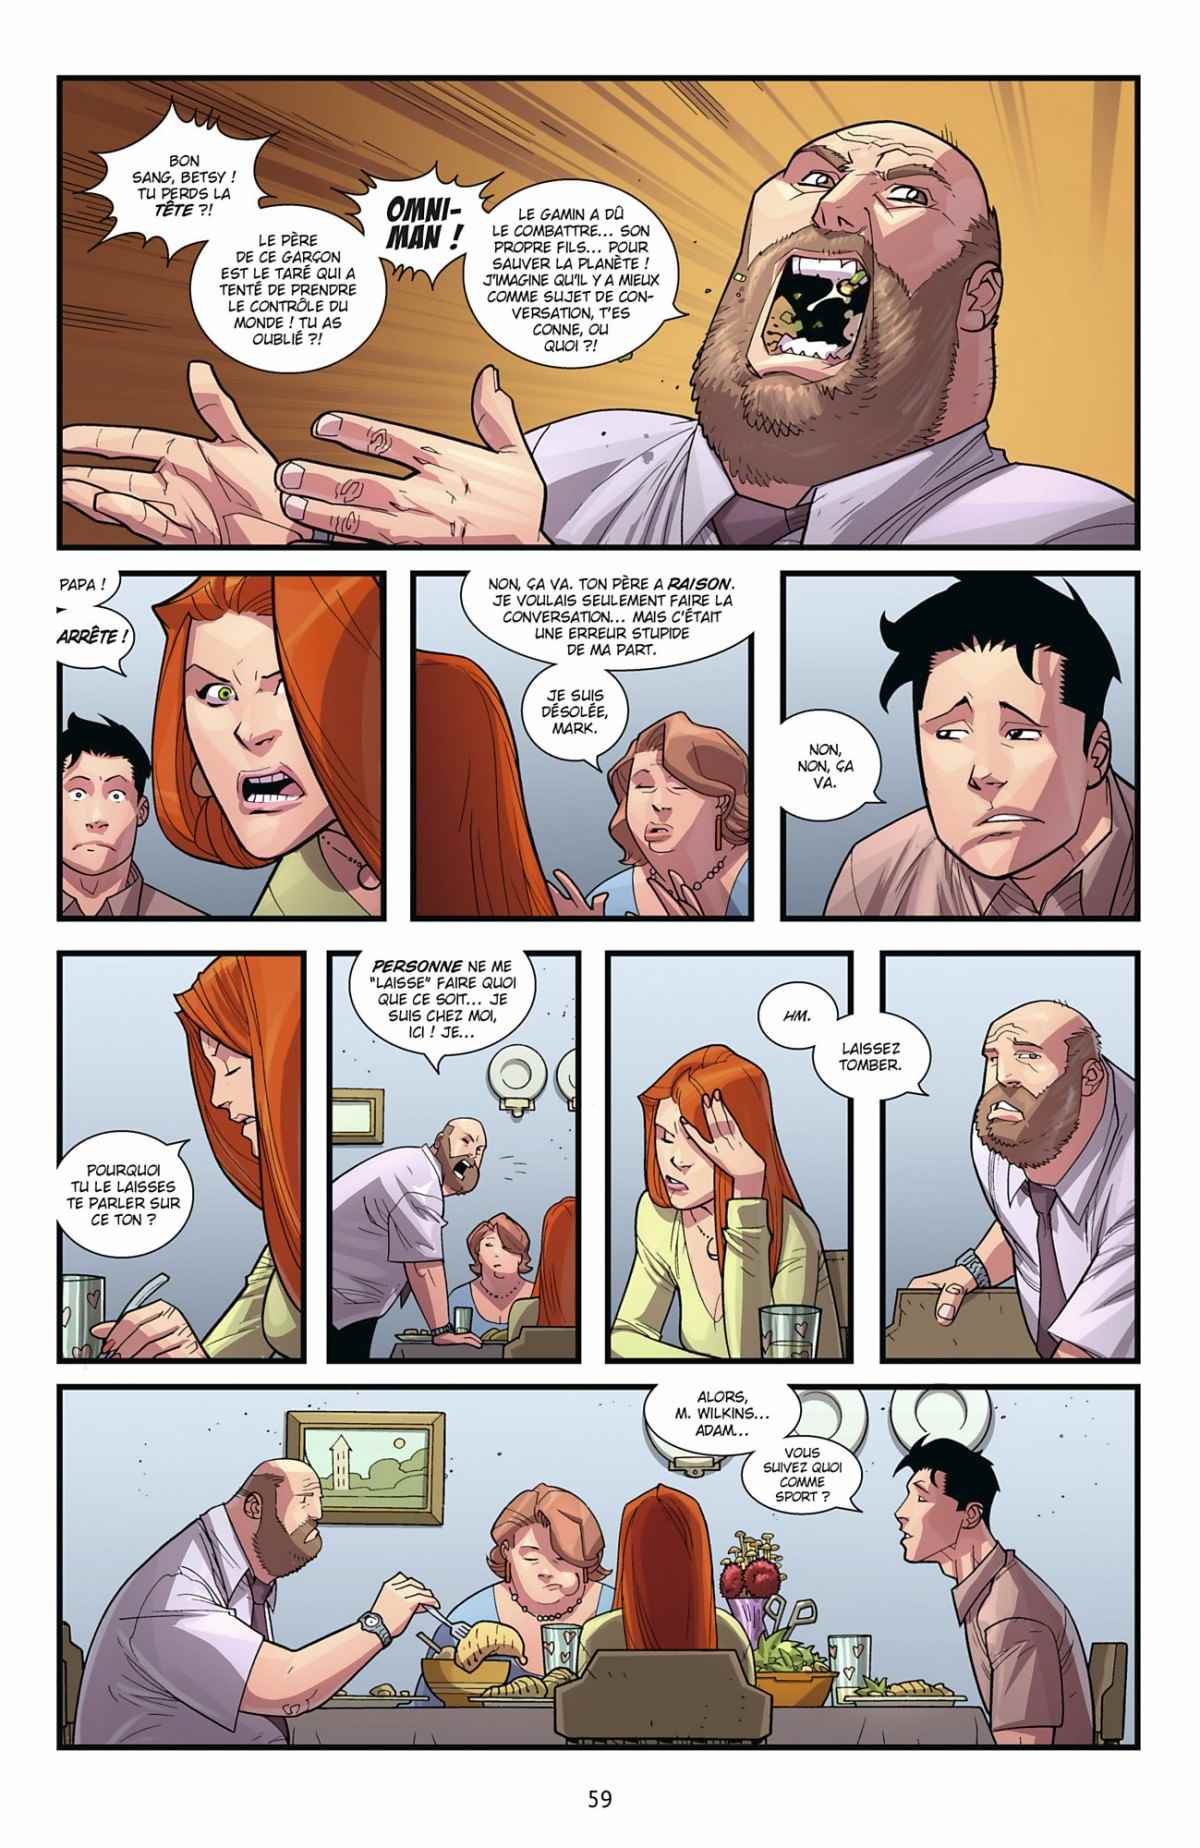 BON
SANG, BETSY !
TU PERDS LA
TÊTE ?!
LE PÈRE
DE CE GARÇON
EST LE TARÉ QUI A
TENTÉ DE PRENDRE
LE CONTRÔLE DU
MONDE ! TU AS
OUBLIÉ ?!
OMNI-
MAN !
LE GAMIN A DÛ
LE COMBATTRE... SON
PROPRE FILS... POUR
SAUVER LA PLANÈTE !
J'IMAGINE QU'IL Y A MIEUX
COMME SUJET DE CON-
VERSATION, T'ES
CONNE, OU
QUOI ?!
PAPA !
ARRÊTE !
NON, ÇA VA. TON PÈRE A RAISON.
JE VOULAIS SEULEMENT FAIRE LA
CONVERSATION... MAIS C'ÉTAIT
UNE ERREUR STUPIDE
DE MA PART.
JE SUIS
DÉSOLÉE,
MARK.
NON,
NON, ÇA
VA.
POURQUOI
TU LE LAISSES
TE PARLER SUR
CE TON ?
PERSONNE NE ME
"LAISSE" FAIRE QUOI
QUE CE SOIT... JE
SUIS CHEZ MOI,
ICI ! JE...
HM.
LAISSEZ
TOMBER.
ALORS,
M. WILKINS...
ADAM...
VOUS
SUIVEZ QUOI
COMME
SPORT ?
59